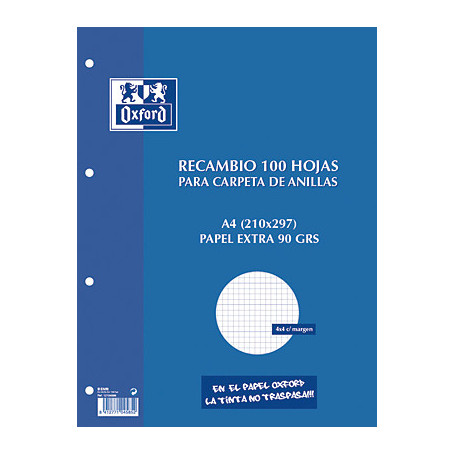 Oxford
RECAMBIO 100 HOJAS
PARA CARPETA DE ANILLAS
A4 (210x297)
PAPEL EXTRA 90 GRS
4x4 c/ margen
EN EL PAPEL OXFORD
¡LA TINTA NO TRASPASA!!!